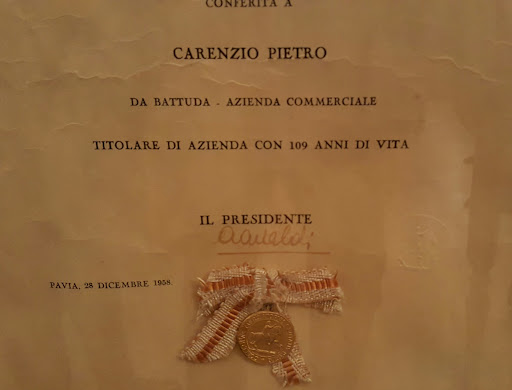 CONFERITA A
CARENZIO PIETRO
DA BATTUDA - AZIENDA COMMERCIALE
TITOLARE DI AZIENDA CON 109 ANNI DI VITA
IL PRESIDENTE
PAVIA, 28 DICEMBRE 1958.